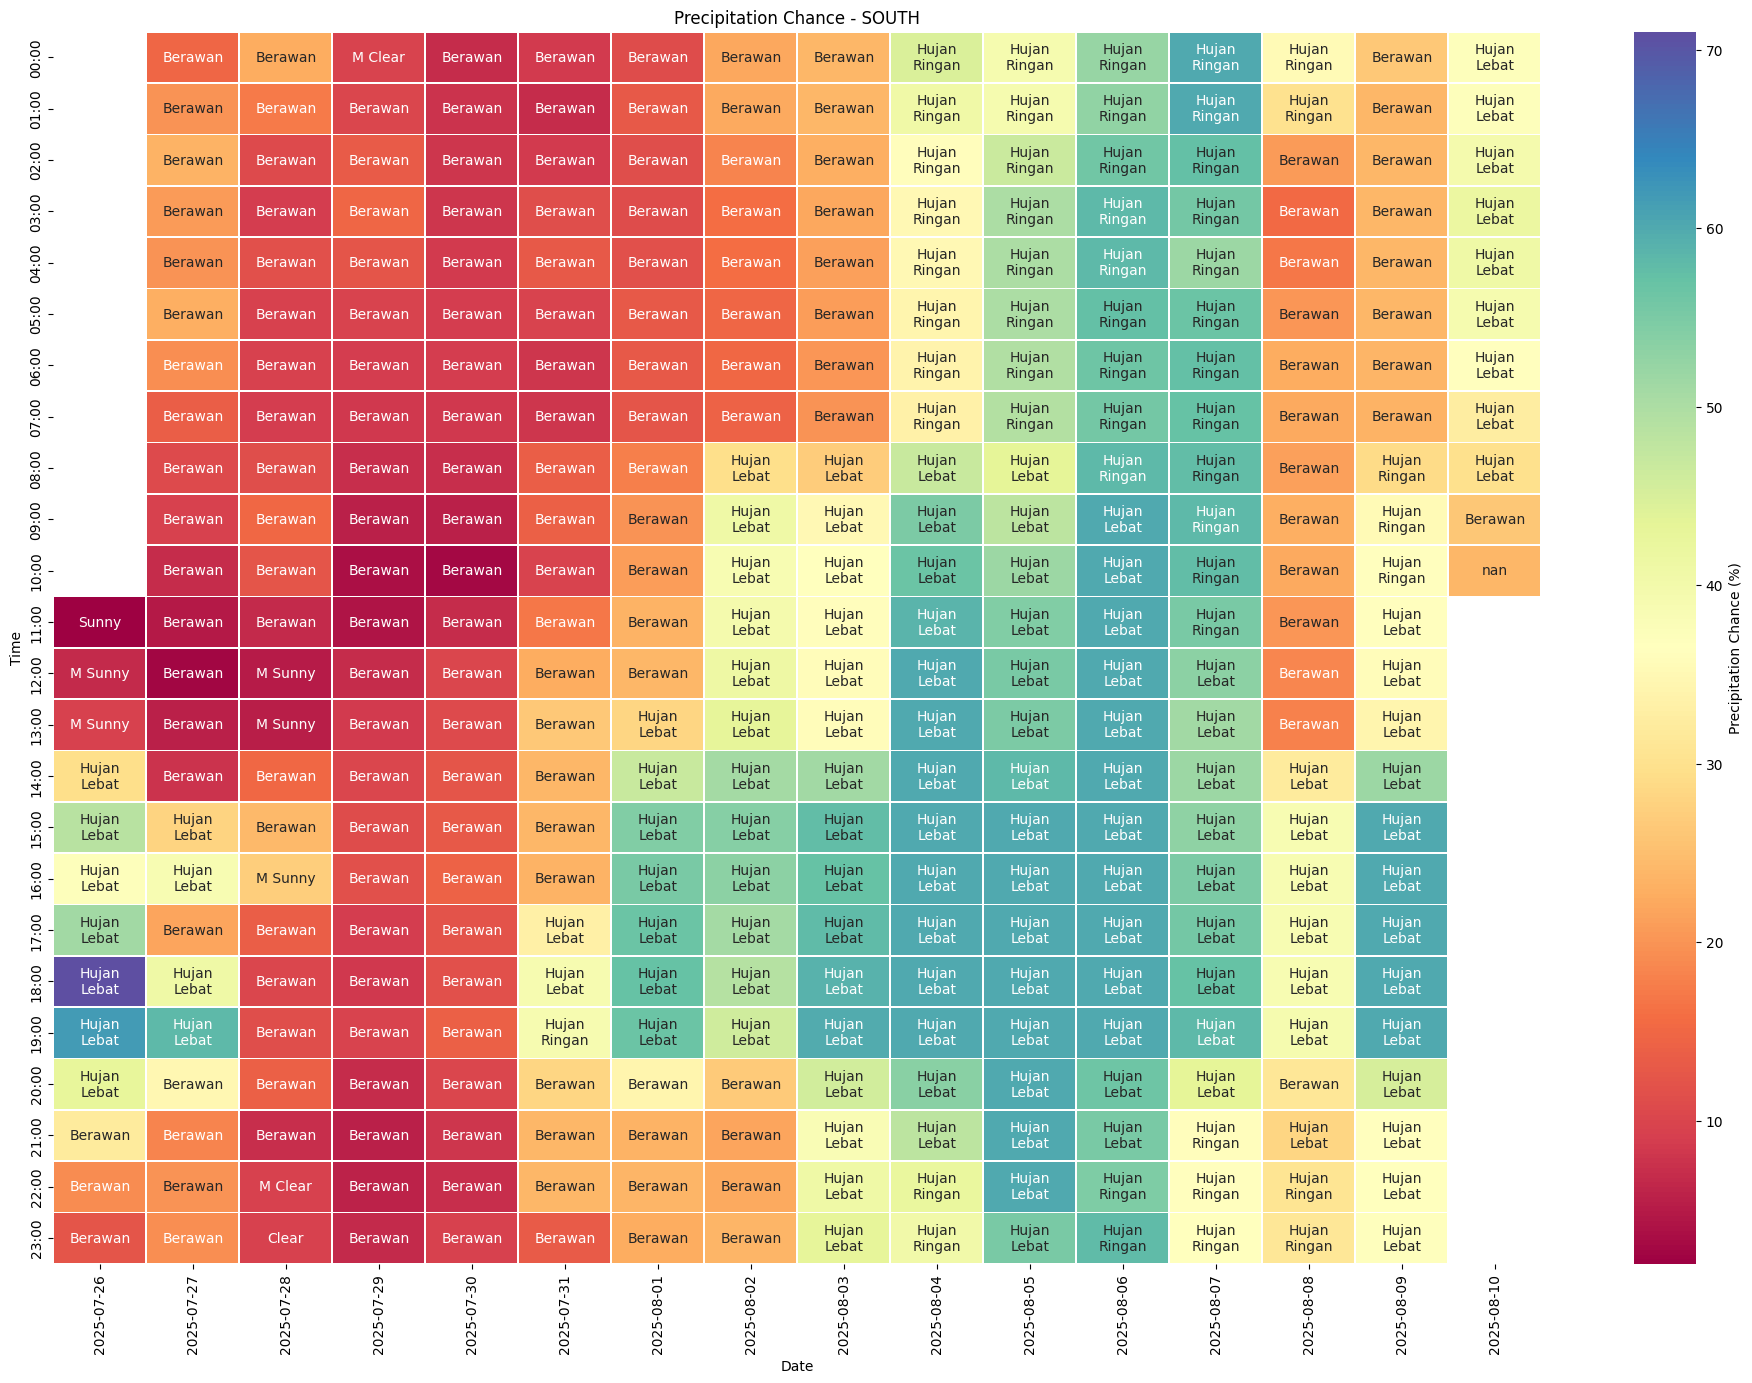 Precipitation Chance - SOUTH
00:00 Berawan Berawan M Clear Berawan Berawan Berawan Berawan Berawan Hujan Ringan Hujan Ringan Hujan Ringan Hujan Ringan Hujan Ringan Berawan Hujan Lebat
01:00 Berawan Berawan Berawan Berawan Berawan Berawan Berawan Berawan Hujan Ringan Hujan Ringan Hujan Ringan Hujan Ringan Hujan Ringan Berawan Hujan Lebat
02:00 Berawan Berawan Berawan Berawan Berawan Berawan Berawan Berawan Hujan Ringan Hujan Ringan Hujan Ringan Hujan Ringan Berawan Berawan Hujan Lebat
03:00 Berawan Berawan Berawan Berawan Berawan Berawan Berawan Berawan Hujan Ringan Hujan Ringan Hujan Ringan Hujan Ringan Berawan Berawan Hujan Lebat
04:00 Berawan Berawan Berawan Berawan Berawan Berawan Berawan Berawan Hujan Ringan Hujan Ringan Hujan Ringan Hujan Ringan Berawan Berawan Hujan Lebat
05:00 Berawan Berawan Berawan Berawan Berawan Berawan Berawan Berawan Hujan Ringan Hujan Ringan Hujan Ringan Hujan Ringan Berawan Berawan Hujan Lebat
06:00 Berawan Berawan Berawan Berawan Berawan Berawan Berawan Berawan Hujan Ringan Hujan Ringan Hujan Ringan Hujan Ringan Berawan Berawan Hujan Lebat
07:00 Berawan Berawan Berawan Berawan Berawan Berawan Berawan Berawan Hujan Ringan Hujan Ringan Hujan Ringan Hujan Ringan Berawan Berawan Hujan Lebat
08:00 Berawan Berawan Berawan Berawan Berawan Berawan Hujan Lebat Hujan Lebat Hujan Lebat Hujan Lebat Hujan Ringan Hujan Ringan Berawan Hujan Ringan Hujan Lebat
09:00 Berawan Berawan Berawan Berawan Berawan Berawan Hujan Lebat Hujan Lebat Hujan Lebat Hujan Lebat Hujan Lebat Hujan Ringan Berawan Hujan Ringan Berawan
10:00 Berawan Berawan Berawan Berawan Berawan Berawan Hujan Lebat Hujan Lebat Hujan Lebat Hujan Lebat Hujan Lebat Hujan Ringan Berawan Hujan Ringan nan
11:00 Sunny Berawan Berawan Berawan Berawan Berawan Berawan Hujan Lebat Hujan Lebat Hujan Lebat Hujan Lebat Hujan Lebat Hujan Ringan Berawan Hujan Lebat
12:00 M Sunny Berawan M Sunny Berawan Berawan Berawan Berawan Hujan Lebat Hujan Lebat Hujan Lebat Hujan Lebat Hujan Lebat Hujan Lebat Berawan Hujan Lebat
13:00 M Sunny Berawan M Sunny Berawan Berawan Berawan Hujan Lebat Hujan Lebat Hujan Lebat Hujan Lebat Hujan Lebat Hujan Lebat Hujan Lebat Berawan Hujan Lebat
14:00 Hujan Lebat Berawan Berawan Berawan Berawan Berawan Hujan Lebat Hujan Lebat Hujan Lebat Hujan Lebat Hujan Lebat Hujan Lebat Hujan Lebat Hujan Lebat Hujan Lebat
15:00 Hujan Lebat Hujan Lebat Berawan Berawan Berawan Berawan Hujan Lebat Hujan Lebat Hujan Lebat Hujan Lebat Hujan Lebat Hujan Lebat Hujan Lebat Hujan Lebat Hujan Lebat
16:00 Hujan Lebat Hujan Lebat M Sunny Berawan Berawan Berawan Hujan Lebat Hujan Lebat Hujan Lebat Hujan Lebat Hujan Lebat Hujan Lebat Hujan Lebat Hujan Lebat Hujan Lebat
17:00 Hujan Lebat Berawan Berawan Berawan Berawan Hujan Lebat Hujan Lebat Hujan Lebat Hujan Lebat Hujan Lebat Hujan Lebat Hujan Lebat Hujan Lebat Hujan Lebat Hujan Lebat
18:00 Hujan Lebat Hujan Lebat Berawan Berawan Berawan Hujan Lebat Hujan Lebat Hujan Lebat Hujan Lebat Hujan Lebat Hujan Lebat Hujan Lebat Hujan Lebat Hujan Lebat Hujan Lebat
19:00 Hujan Lebat Hujan Lebat Berawan Berawan Berawan Hujan Ringan Hujan Lebat Hujan Lebat Hujan Lebat Hujan Lebat Hujan Lebat Hujan Lebat Hujan Lebat Hujan Lebat Hujan Lebat
20:00 Hujan Lebat Berawan Berawan Berawan Berawan Berawan Berawan Berawan Hujan Lebat Hujan Lebat Hujan Lebat Hujan Lebat Hujan Lebat Berawan Hujan Lebat
21:00 Berawan Berawan Berawan Berawan Berawan Berawan Berawan Berawan Hujan Lebat Hujan Lebat Hujan Lebat Hujan Lebat Hujan Ringan Hujan Lebat Hujan Lebat
22:00 Berawan Berawan M Clear Berawan Berawan Berawan Berawan Berawan Hujan Lebat Hujan Ringan Hujan Lebat Hujan Ringan Hujan Ringan Hujan Ringan Hujan Lebat
23:00 Berawan Berawan Clear Berawan Berawan Berawan Berawan Berawan Hujan Lebat Hujan Ringan Hujan Lebat Hujan Ringan Hujan Ringan Hujan Ringan Hujan Lebat
2025-07-26 2025-07-27 2025-07-28 2025-07-29 2025-07-30 2025-07-31 2025-08-01 2025-08-02 2025-08-03 2025-08-04 2025-08-05 2025-08-06 2025-08-07 2025-08-08 2025-08-09 2025-08-10
Date
Time
70
60
50
40
30
20
10
Precipitation Chance (%)